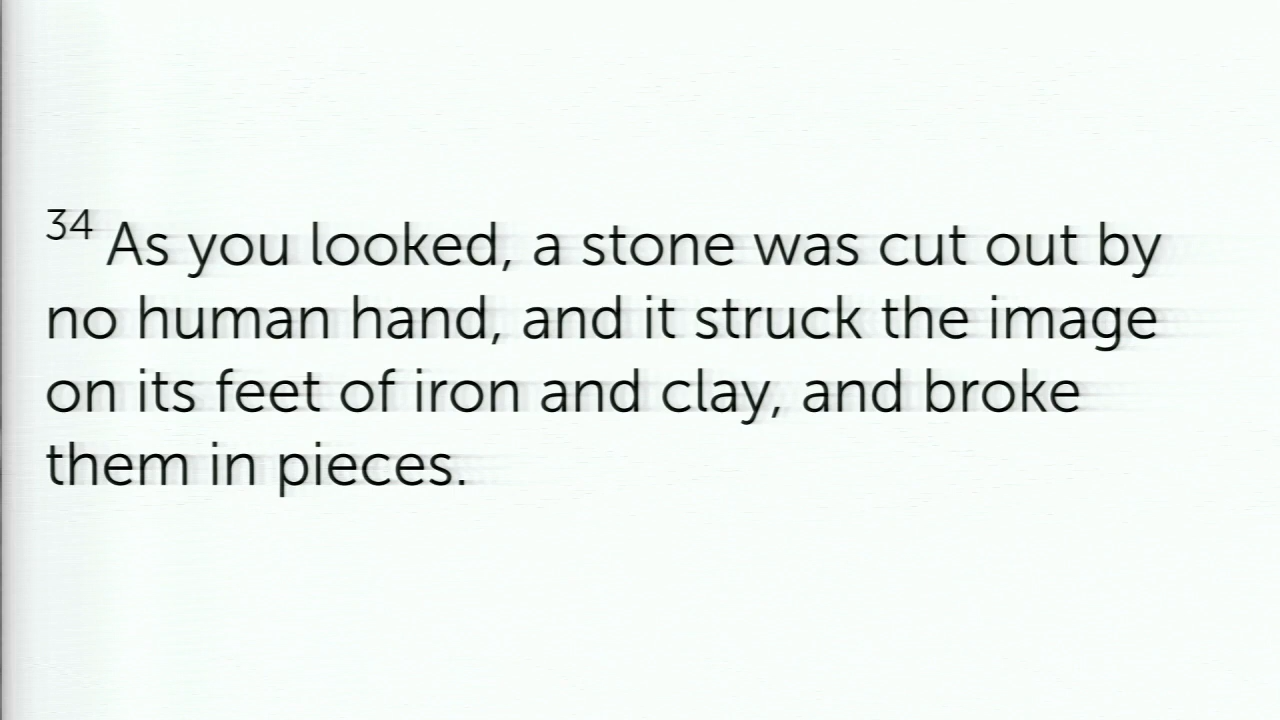 34 As you looked, a stone was cut out by
no human hand, and it struck the image
on its feet of iron and clay, and broke
them in pieces.